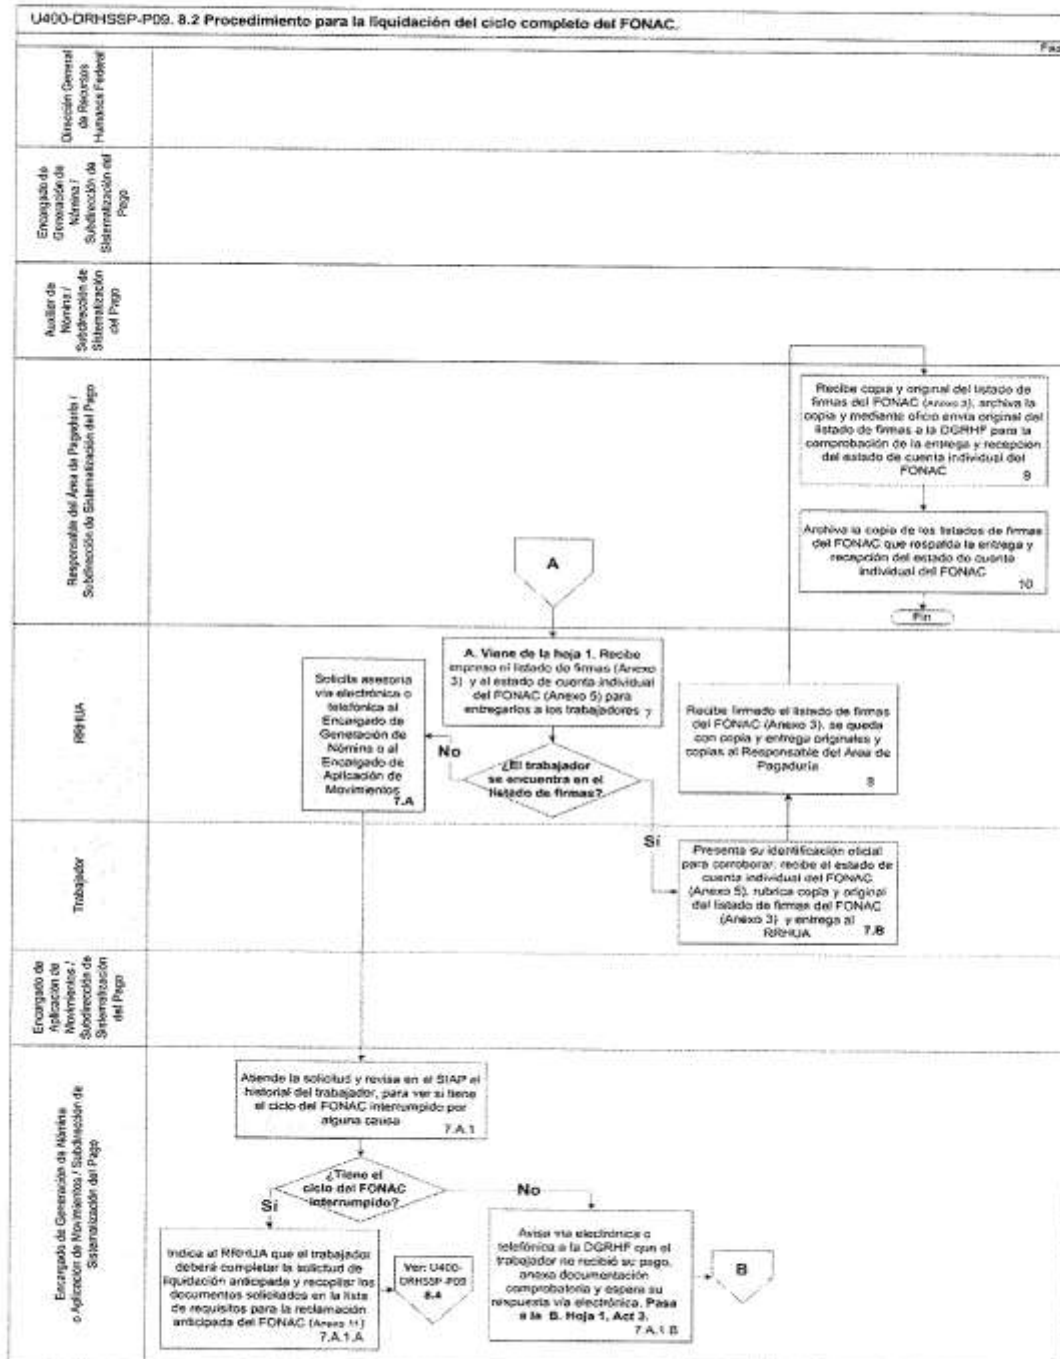 U400-DRHSSP-P09. 8.2 Procedimiento para la liquidación del ciclo completo del FONAC.
Dirección General
de Recursos
Humanos Federal
Encargado de
Generación de
Nómina /
Subdirección de
Sistematización del
Pago
Auxiliar de
Nómina /
Subdirección de
Sistematización
del Pago
Responsable del Área de Pagaduría /
Subdirección de Sistematización del Pago
Recibe copia y original del listado de
firmas del FONAC (Anexo 3), archiva la
copia y mediante oficio envía original del
listado de firmas a la DGRHF para la
comprobación de la entrega y recepción
del estado de cuenta individual del
FONAC
9
Archiva la copia de los listados de firmas
del FONAC que respalda la entrega y
recepción del estado de cuenta
individual del FONAC
10
Fin
A
RRHUA
A. Viene de la hoja 1. Recibe
impreso el listado de firmas (Anexo
3) y el estado de cuenta individual
del FONAC (Anexo 5) para
entregarlos a los trabajadores 7
Solicita asesoría
vía electrónica o
telefónica al
Encargado de
Generación de
Nómina o al
Encargado de
Aplicación de
Movimientos
7.A
No
¿El trabajador
se encuentra en el
listado de firmas?
Sí
Recibe firmado el listado de firmas
del FONAC (Anexo 3), se queda
con copia y entrega originales y
copias al Responsable del Área de
Pagaduría
8
Trabajador
Presenta su identificación oficial
para corroborar, recibe el estado de
cuenta individual del FONAC
(Anexo 5), rubrica copia y original
del listado de firmas del FONAC
(Anexo 3) y entrega al
RRHUA 7.B
Encargado de
Aplicación de
Movimientos /
Subdirección de
Sistematización
del Pago
Encargado de Generación de Nómina
o Aplicación de Movimientos / Subdirección de
Sistematización del Pago
Atiende la solicitud y revisa en el SIAP el
historial del trabajador, para ver si tiene
el ciclo del FONAC interrumpido por
alguna causa
7.A.1
¿Tiene el
ciclo del FONAC
interrumpido?
Sí
No
Indica al RRHUA que el trabajador
deberá completar la solicitud de
liquidación anticipada y recopilar los
documentos solicitados en la lista
de requisitos para la reclamación
anticipada del FONAC (Anexo 11)
7.A.1.A
Ver: U400-
DRHSSP-P09
8.4
Avisa vía electrónica o
telefónica a la DGRHF que el
trabajador no recibió su pago,
anexa documentación
comprobatoria y espera su
respuesta vía electrónica. Pasa
a la B. Hoja 1, Act 3.
7.A.1.B
B